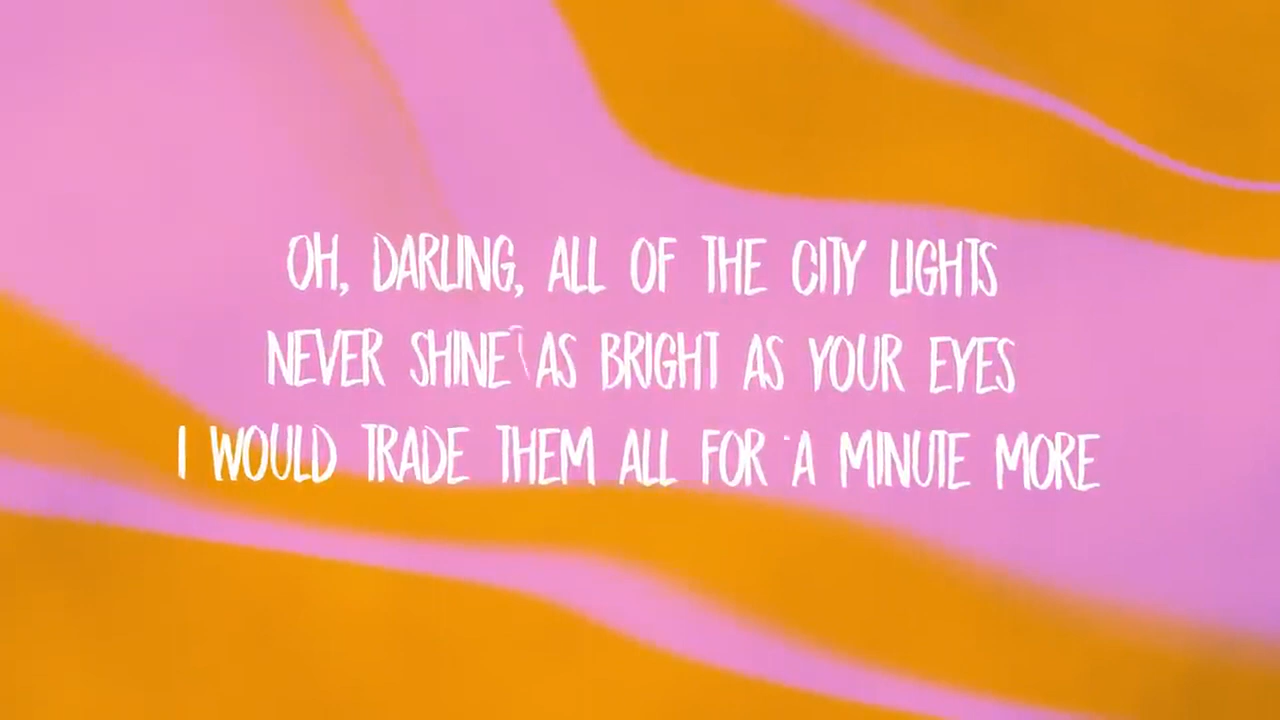 OH, DARLING, ALL OF THE CITY LIGHTS
NEVER SHINE AS BRIGHT AS YOUR EYES
I WOULD TRADE THEM ALL FOR A MINUTE MORE